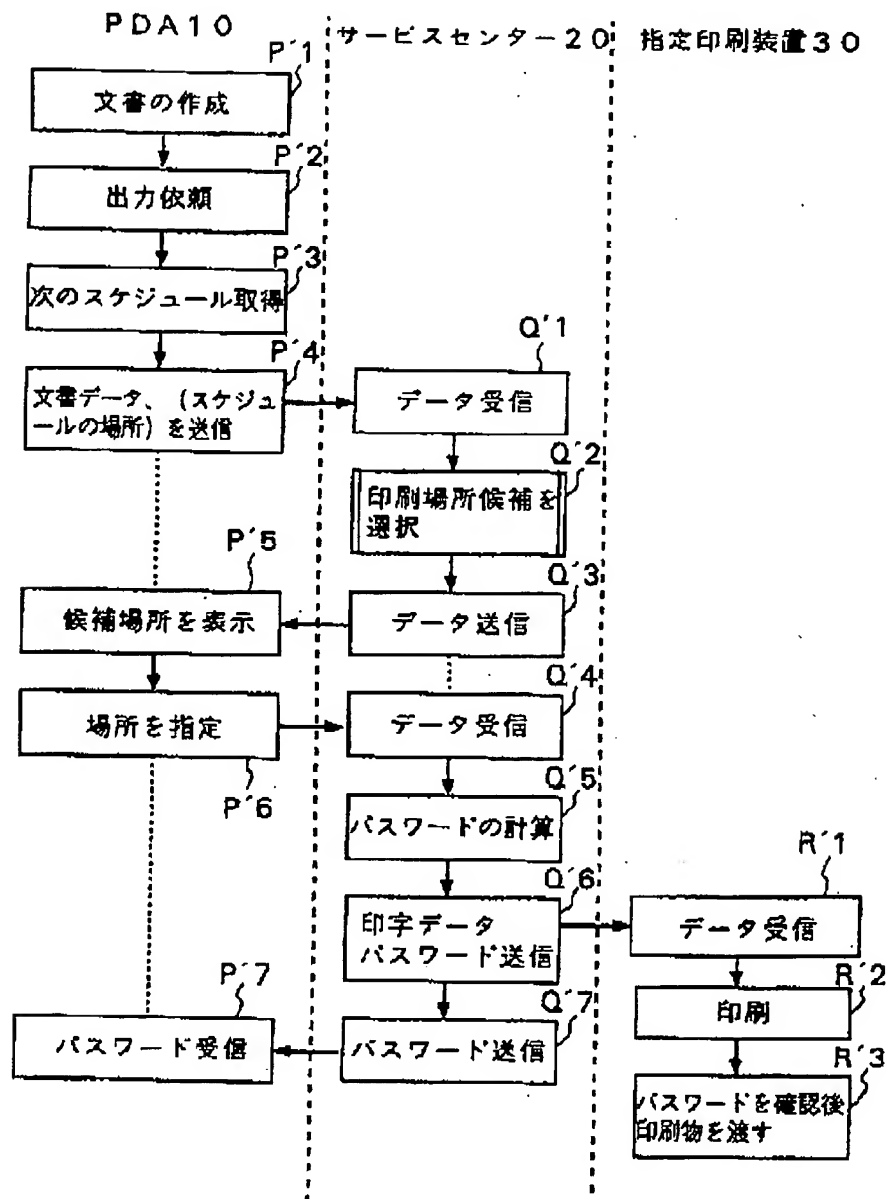 PDA10
サービスセンター20
指定印刷装置30
P'1
文書の作成
P'2
出力依頼
P'3
次のスケジュール取得
P'4
文書データ、(スケジュ
ールの場所)を送信
Q'1
データ受信
Q'2
印刷場所候補を
選択
P'5
候補場所を表示
Q'3
データ送信
場所を指定
P'6
Q'4
データ受信
Q'5
パスワードの計算
Q'6
印字データ
パスワード送信
R'1
データ受信
R'2
印刷
P'7
パスワード受信
Q'7
パスワード送信
R'3
パスワードを確認後
印刷物を渡す